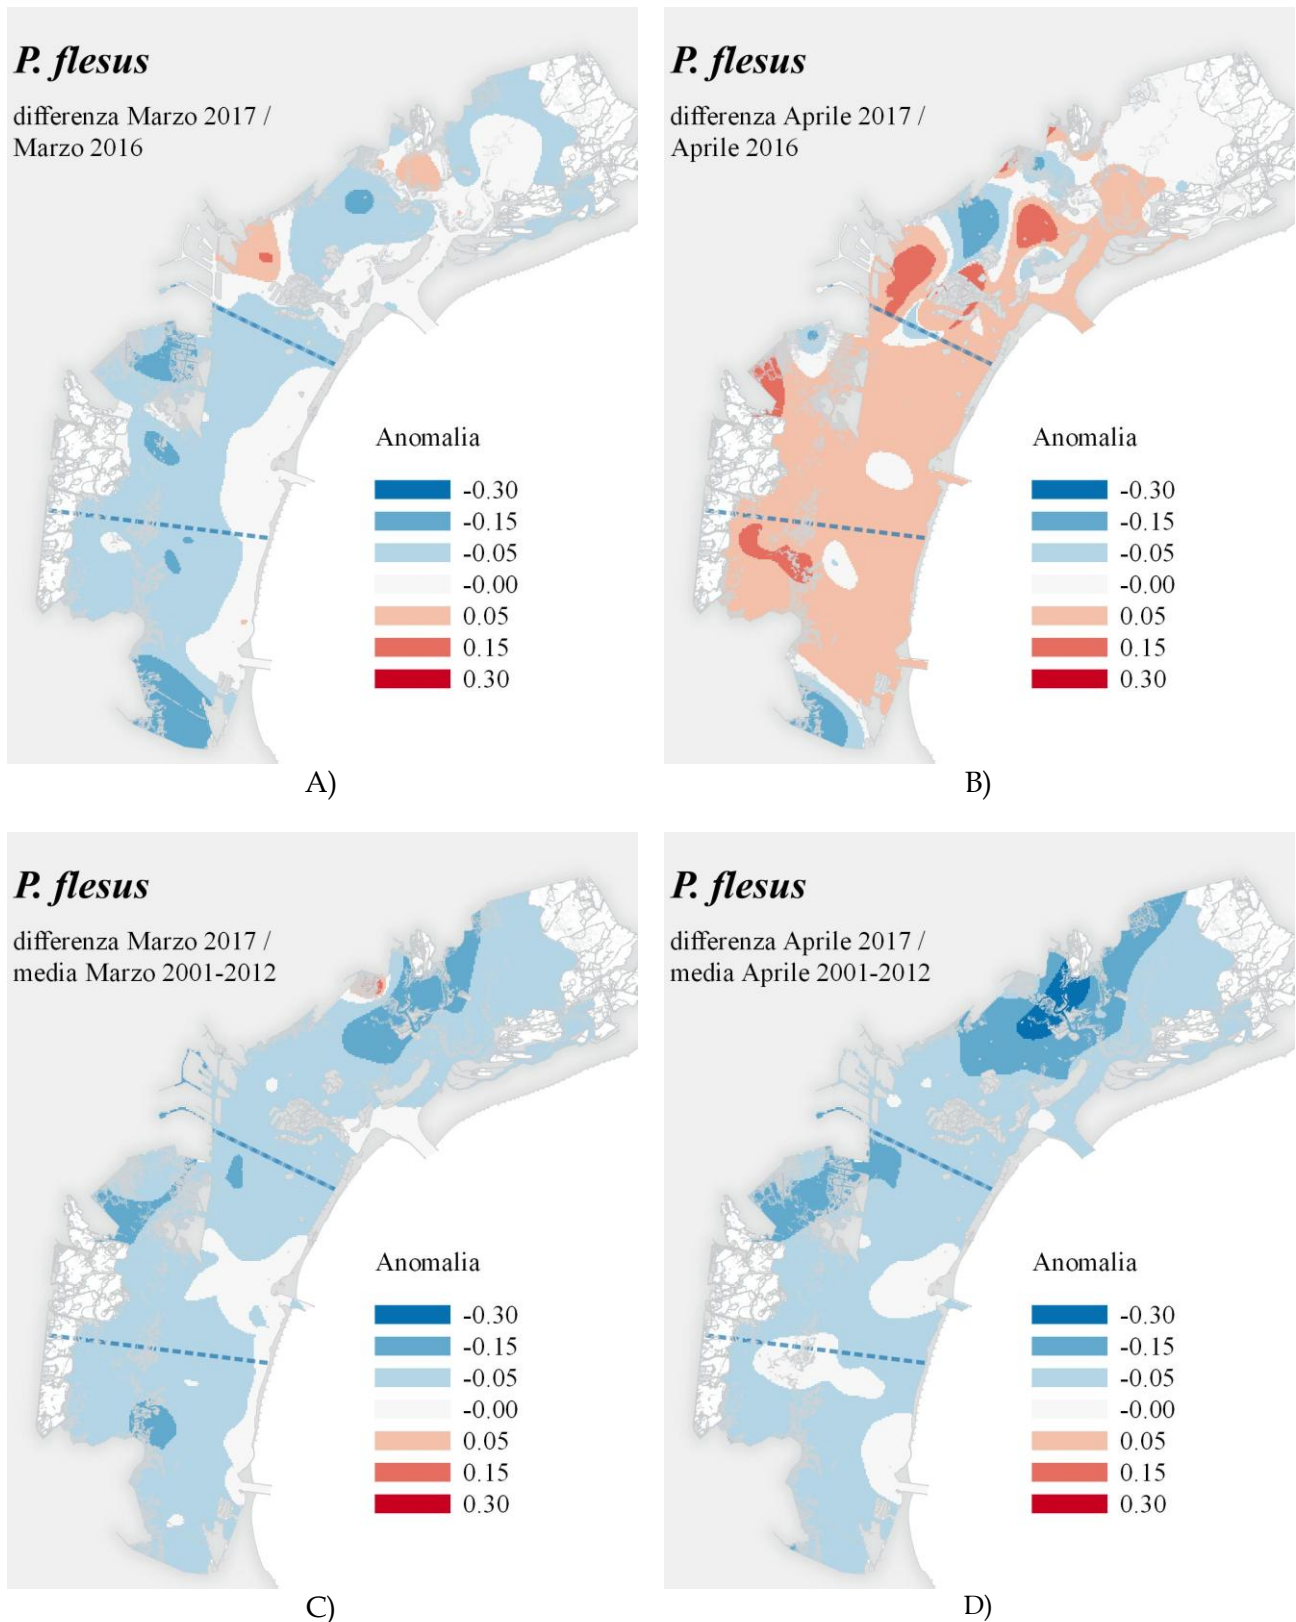 P. flesus
differenza Marzo 2017 /
Marzo 2016
Anomalia
-0.30
-0.15
-0.05
-0.00
0.05
0.15
0.30
A)
P. flesus
differenza Aprile 2017 /
Aprile 2016
Anomalia
-0.30
-0.15
-0.05
-0.00
0.05
0.15
0.30
B)
P. flesus
differenza Marzo 2017 /
media Marzo 2001-2012
Anomalia
-0.30
-0.15
-0.05
-0.00
0.05
0.15
0.30
C)
P. flesus
differenza Aprile 2017 /
media Aprile 2001-2012
Anomalia
-0.30
-0.15
-0.05
-0.00
0.05
0.15
0.30
D)